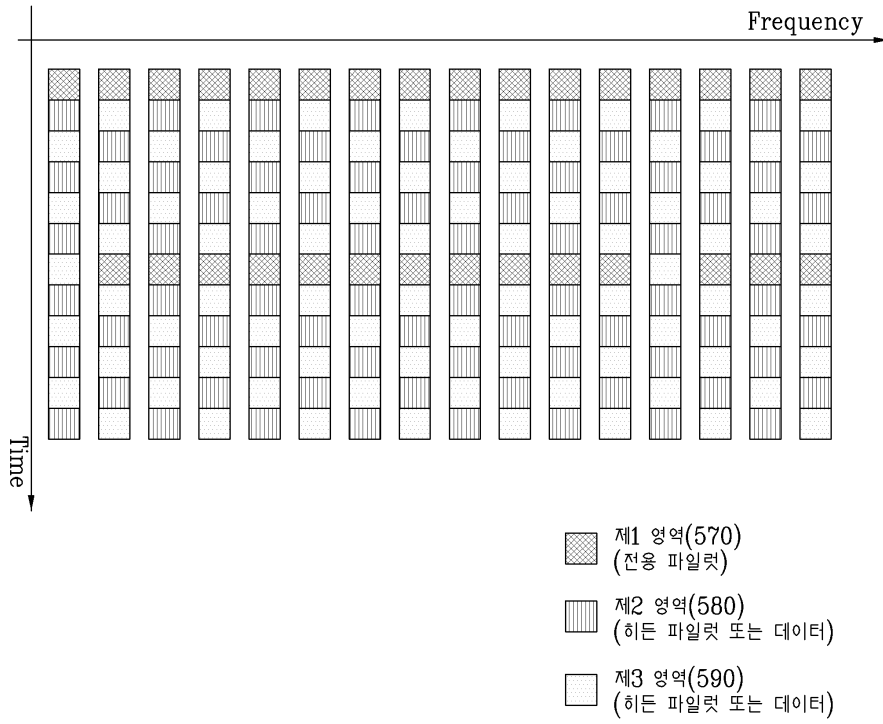 Frequency
Time
제1 영역(570)
(전용 파일럿)
제2 영역(580)
(히든 파일럿 또는 데이터)
제3 영역(590)
(히든 파일럿 또는 데이터)